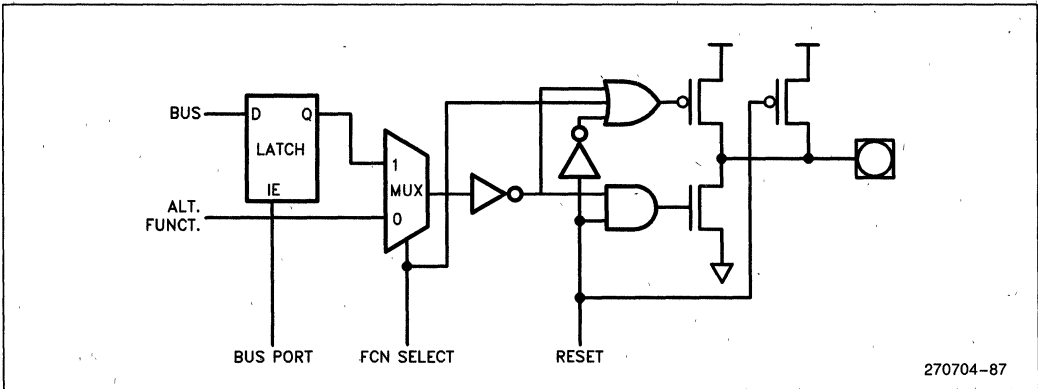 BUS
D
Q
LATCH
IE
ALT.
FUNCT.
1
MUX
0
BUS PORT
FCN SELECT
RESET
270704-87